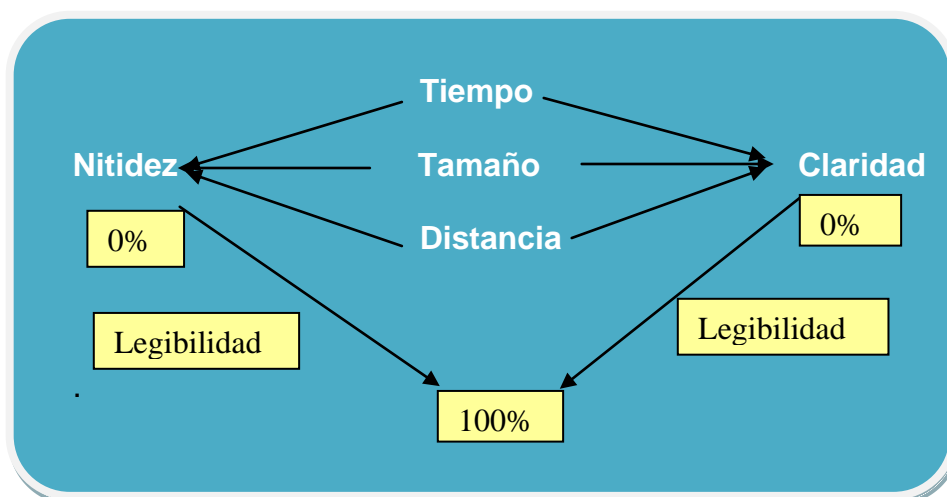 Tiempo
Nitidez Tamaño Claridad
0% Distancia 0%
Legibilidad Legibilidad
.
100%